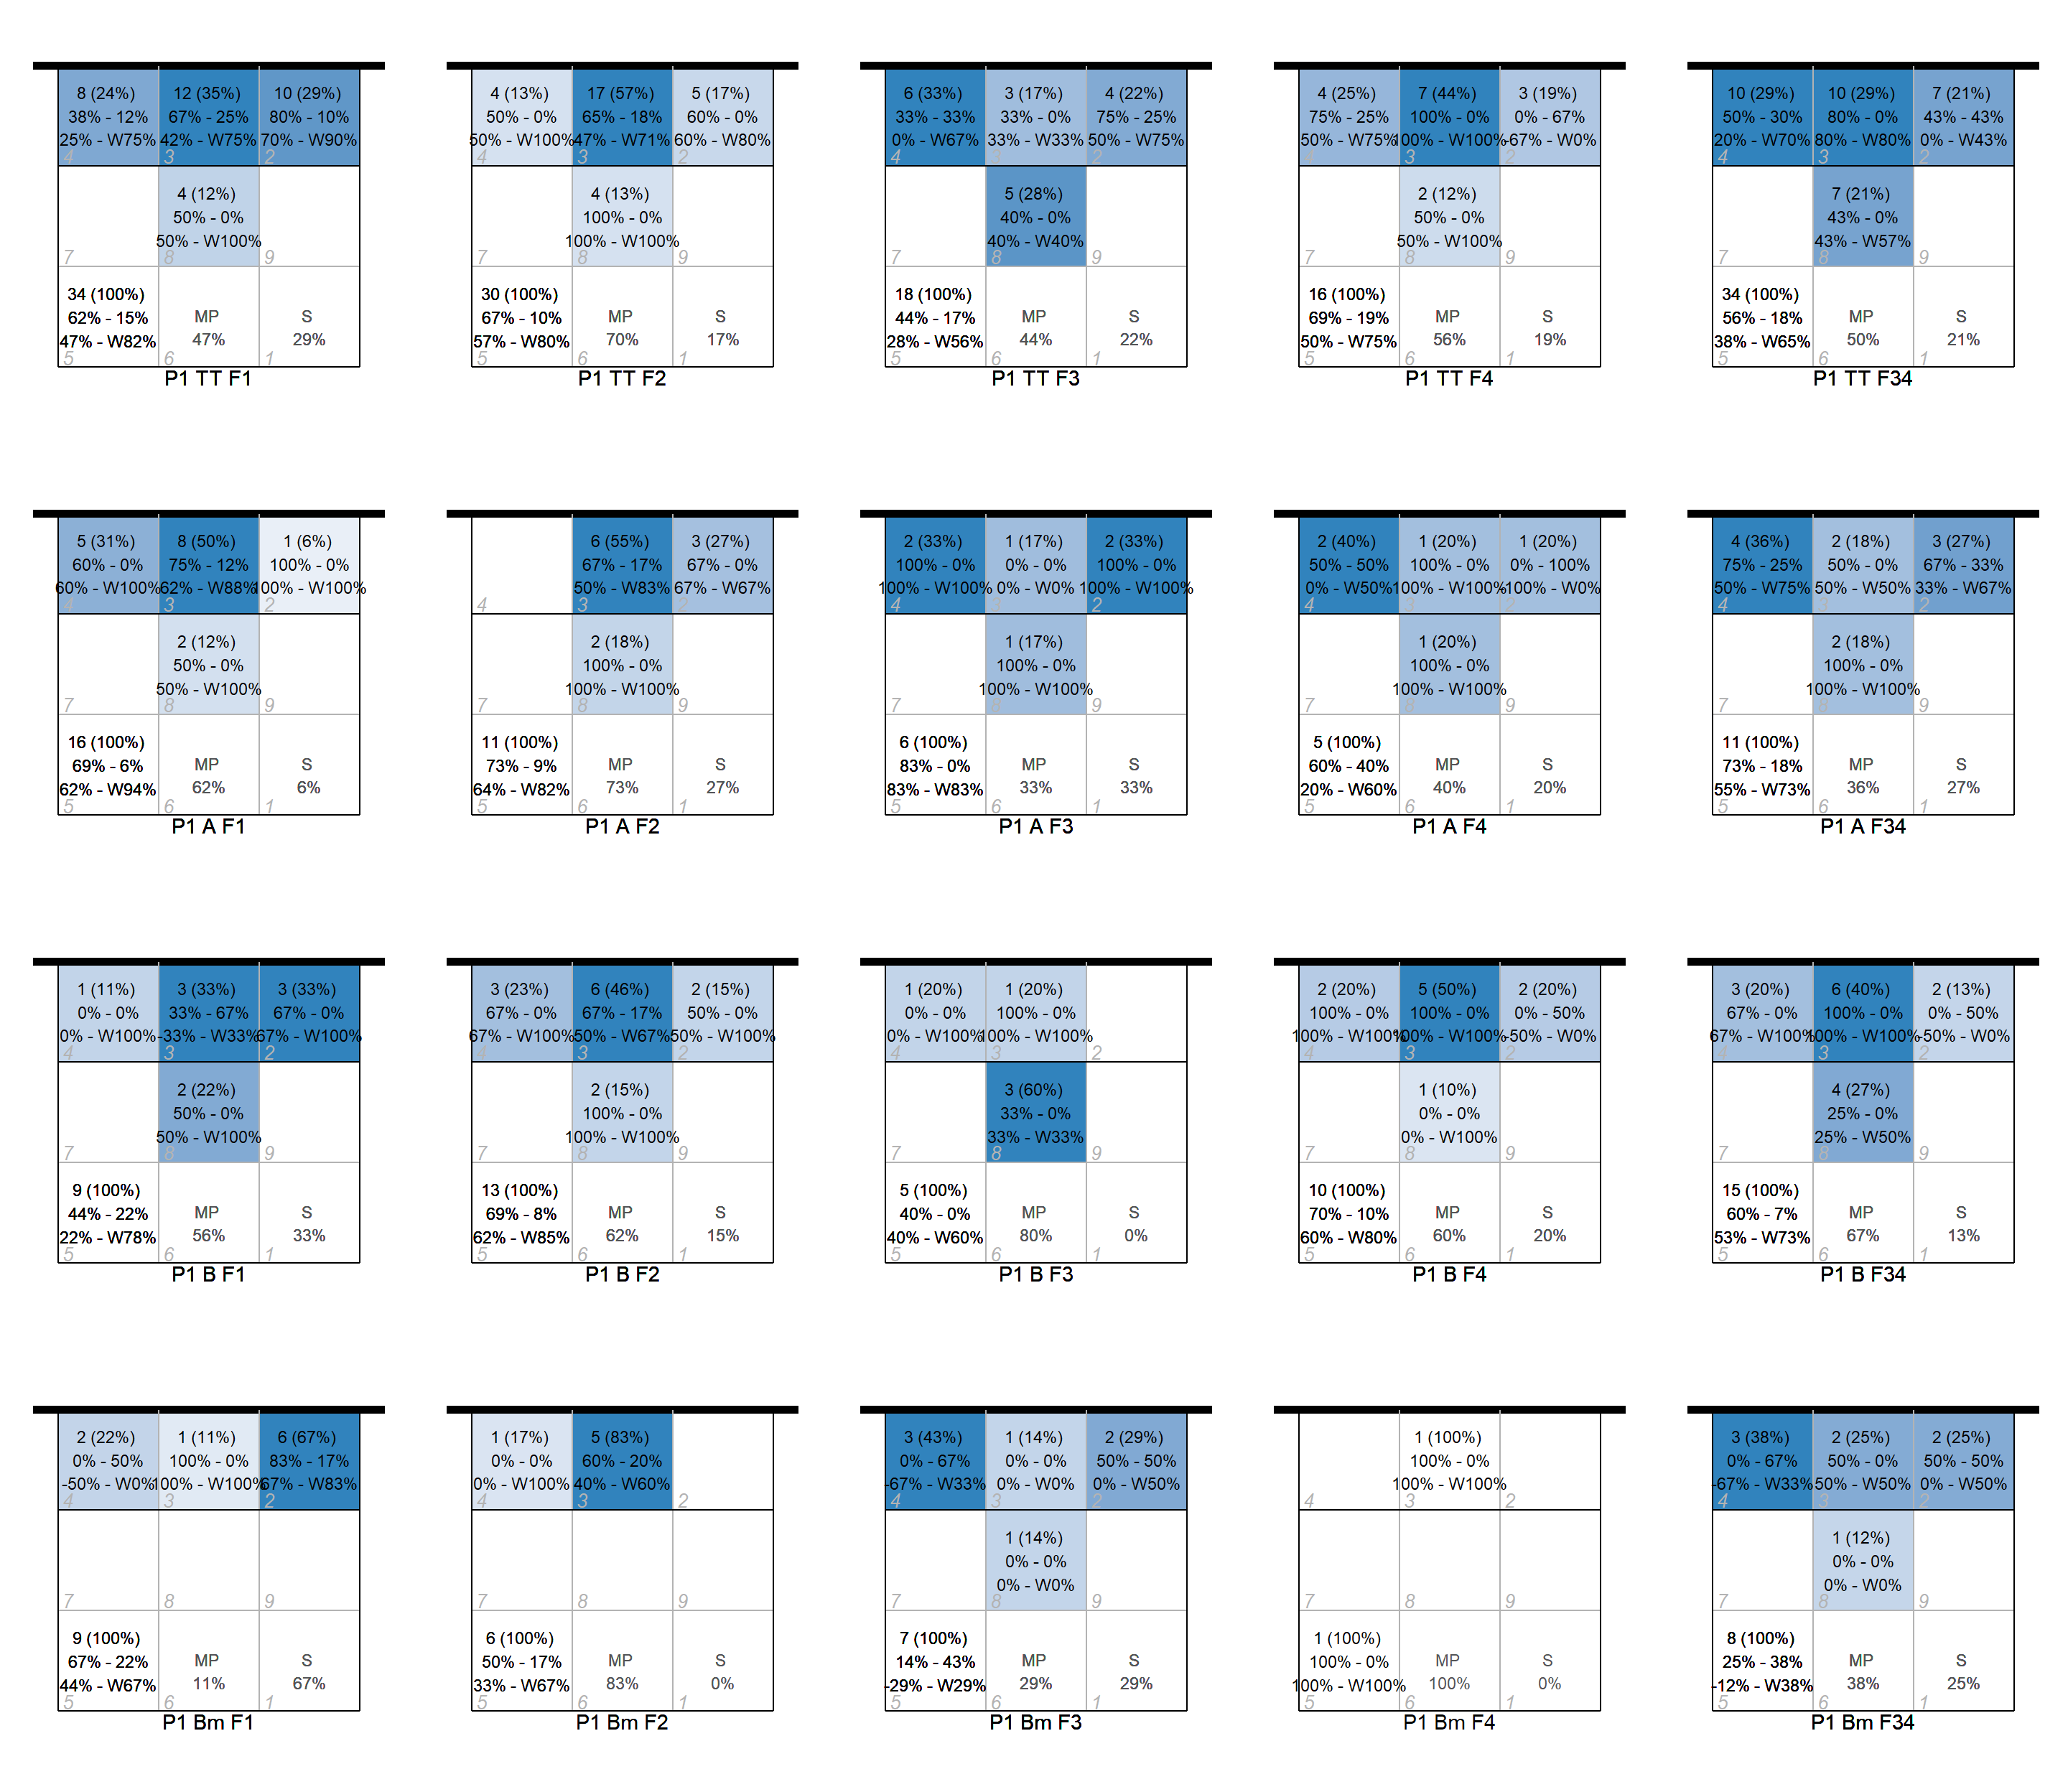 8 (24%) 12 (35%) 10 (29%)
38% - 12% 67% - 25% 80% - 10%
25% - W75% 42% - W75% 70% - W90%
4 3 2
4 (12%)
50% - 0%
50% - W100%
7 8 9
34 (100%)
62% - 15% MP S
47% - W82% 47% 29%
5 6 1
P1 TT F1
4 (13%) 17 (57%) 5 (17%)
50% - 0% 65% - 18% 60% - 0%
50% - W100% 47% - W71% 60% - W80%
4 3 2
4 (13%)
100% - 0%
100% - W100%
7 8 9
30 (100%)
67% - 10% MP S
57% - W80% 70% 17%
5 6 1
P1 TT F2
6 (33%) 3 (17%) 4 (22%)
33% - 33% 33% - 0% 75% - 25%
0% - W67% 33% - W33% 50% - W75%
4 3 2
5 (28%)
40% - 0%
40% - W40%
7 8 9
18 (100%)
44% - 17% MP S
28% - W56% 44% 22%
5 6 1
P1 TT F3
4 (25%) 7 (44%) 3 (19%)
75% - 25% 100% - 0% 0% - 67%
50% - W75% 100% - W100% -67% - W0%
4 3 2
2 (12%)
50% - 0%
50% - W100%
7 8 9
16 (100%)
69% - 19% MP S
50% - W75% 56% 19%
5 6 1
P1 TT F4
10 (29%) 10 (29%) 7 (21%)
50% - 30% 80% - 0% 43% - 43%
20% - W70% 80% - W80% 0% - W43%
4 3 2
7 (21%)
43% - 0%
43% - W57%
7 8 9
34 (100%)
56% - 18% MP S
38% - W65% 50% 21%
5 6 1
P1 TT F34
5 (31%) 8 (50%) 1 (6%)
60% - 0% 75% - 12% 100% - 0%
60% - W100% 62% - W88% 100% - W100%
4 3 2
2 (12%)
50% - 0%
50% - W100%
7 8 9
16 (100%)
69% - 6% MP S
62% - W94% 62% 6%
5 6 1
P1 A F1
6 (55%) 3 (27%)
67% - 17% 67% - 0%
50% - W83% 67% - W67%
4 3 2
2 (18%)
100% - 0%
100% - W100%
7 8 9
11 (100%)
73% - 9% MP S
64% - W82% 73% 27%
5 6 1
P1 A F2
2 (33%) 1 (17%) 2 (33%)
100% - 0% 0% - 0% 100% - 0%
100% - W100% 0% - W0% 100% - W100%
4 3 2
1 (17%)
100% - 0%
100% - W100%
7 8 9
6 (100%)
83% - 0% MP S
83% - W83% 33% 33%
5 6 1
P1 A F3
2 (40%) 1 (20%) 1 (20%)
50% - 50% 100% - 0% 0% - 100%
0% - W50% 100% - W100% -100% - W0%
4 3 2
1 (20%)
100% - 0%
100% - W100%
7 8 9
5 (100%)
60% - 40% MP S
20% - W60% 40% 20%
5 6 1
P1 A F4
4 (36%) 2 (18%) 3 (27%)
75% - 25% 50% - 0% 67% - 33%
50% - W75% 50% - W50% 33% - W67%
4 3 2
2 (18%)
100% - 0%
100% - W100%
7 8 9
11 (100%)
73% - 18% MP S
55% - W73% 36% 27%
5 6 1
P1 A F34
1 (11%) 3 (33%) 3 (33%)
0% - 0% 33% - 67% 67% - 0%
0% - W100% -33% - W33% 67% - W100%
4 3 2
2 (22%)
50% - 0%
50% - W100%
7 8 9
9 (100%)
44% - 22% MP S
22% - W78% 56% 33%
5 6 1
P1 B F1
3 (23%) 6 (46%) 2 (15%)
67% - 0% 67% - 17% 50% - 0%
67% - W100% 50% - W67% 50% - W100%
4 3 2
2 (15%)
100% - 0%
100% - W100%
7 8 9
13 (100%)
69% - 8% MP S
62% - W85% 62% 15%
5 6 1
P1 B F2
1 (20%) 1 (20%)
0% - 0% 100% - 0%
0% - W100% 100% - W100%
4 3 2
3 (60%)
33% - 0%
33% - W33%
7 8 9
5 (100%)
40% - 0% MP S
40% - W60% 80% 0%
5 6 1
P1 B F3
2 (20%) 5 (50%) 2 (20%)
100% - 0% 100% - 0% 0% - 50%
100% - W100% 100% - W100% -50% - W0%
4 3 2
1 (10%)
0% - 0%
0% - W100%
7 8 9
10 (100%)
70% - 10% MP S
60% - W80% 60% 20%
5 6 1
P1 B F4
3 (20%) 6 (40%) 2 (13%)
67% - 0% 100% - 0% 0% - 50%
67% - W100% 100% - W100% -50% - W0%
4 3 2
4 (27%)
25% - 0%
25% - W50%
7 8 9
15 (100%)
60% - 7% MP S
53% - W73% 67% 13%
5 6 1
P1 B F34
2 (22%) 1 (11%) 6 (67%)
0% - 50% 100% - 0% 83% - 17%
-50% - W0% 100% - W100% 67% - W83%
4 3 2
7 8 9
9 (100%)
67% - 22% MP S
44% - W67% 11% 67%
5 6 1
P1 Bm F1
1 (17%) 5 (83%)
0% - 0% 60% - 20%
0% - W100% 40% - W60%
4 3 2
7 8 9
6 (100%)
50% - 17% MP S
33% - W67% 83% 0%
5 6 1
P1 Bm F2
3 (43%) 1 (14%) 2 (29%)
0% - 67% 0% - 0% 50% - 50%
-67% - W33% 0% - W0% 0% - W50%
4 3 2
1 (14%)
0% - 0%
0% - W0%
7 8 9
7 (100%)
14% - 43% MP S
-29% - W29% 29% 29%
5 6 1
P1 Bm F3
1 (100%)
100% - 0%
100% - W100%
4 3 2
7 8 9
1 (100%)
100% - 0% MP S
100% - W100% 100% 0%
5 6 1
P1 Bm F4
3 (38%) 2 (25%) 2 (25%)
0% - 67% 50% - 0% 50% - 50%
-67% - W33% 50% - W50% 0% - W50%
4 3 2
1 (12%)
0% - 0%
0% - W0%
7 8 9
8 (100%)
25% - 38% MP S
-12% - W38% 38% 25%
5 6 1
P1 Bm F34